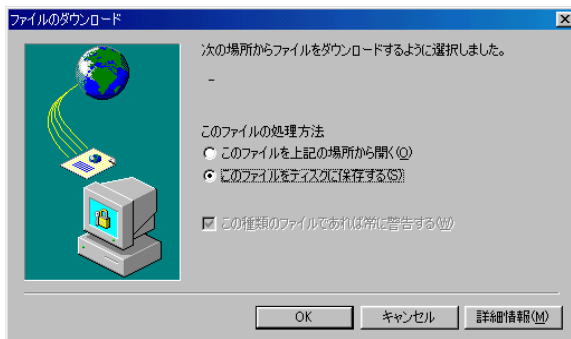 ファイルのダウンロード
次の場所からファイルをダウンロードするように選択しました。
-
このファイルの処理方法
このファイルを上記の場所から開く(O)
このファイルをディスクに保存する(S)
この種類のファイルであれば常に警告する(W)
OK キャンセル 詳細情報(M)